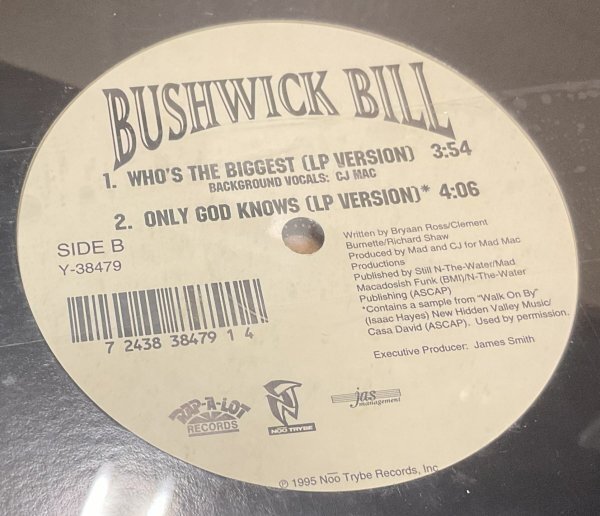 BUSHWICK BILL
1. WHO'S THE BIGGEST (LP VERSION) 3:54
BACKGROUND VOCALS: CJ MAC
2. ONLY GOD KNOWS (LP VERSION)* 4:06
SIDE B
Y-38479
Written by Bryaan Ross/Clement
Burnette/Richard Shaw
Produced by Mad and CJ for Mad Mac
Productions
Published by Still N-The-Water/Mad
Macadosish Funk (BMI)/N-The-Water
Publishing (ASCAP)
*Contains a sample from "Walk On By"
(Isaac Hayes) New Hidden Valley Music/
Casa David (ASCAP). Used by permission.
Executive Producer: James Smith
7 2438 38479 1 4
RAP-A-LOT
RECORDS
NOO TRYBE
jas
management
℗ 1995 Noo Trybe Records, Inc